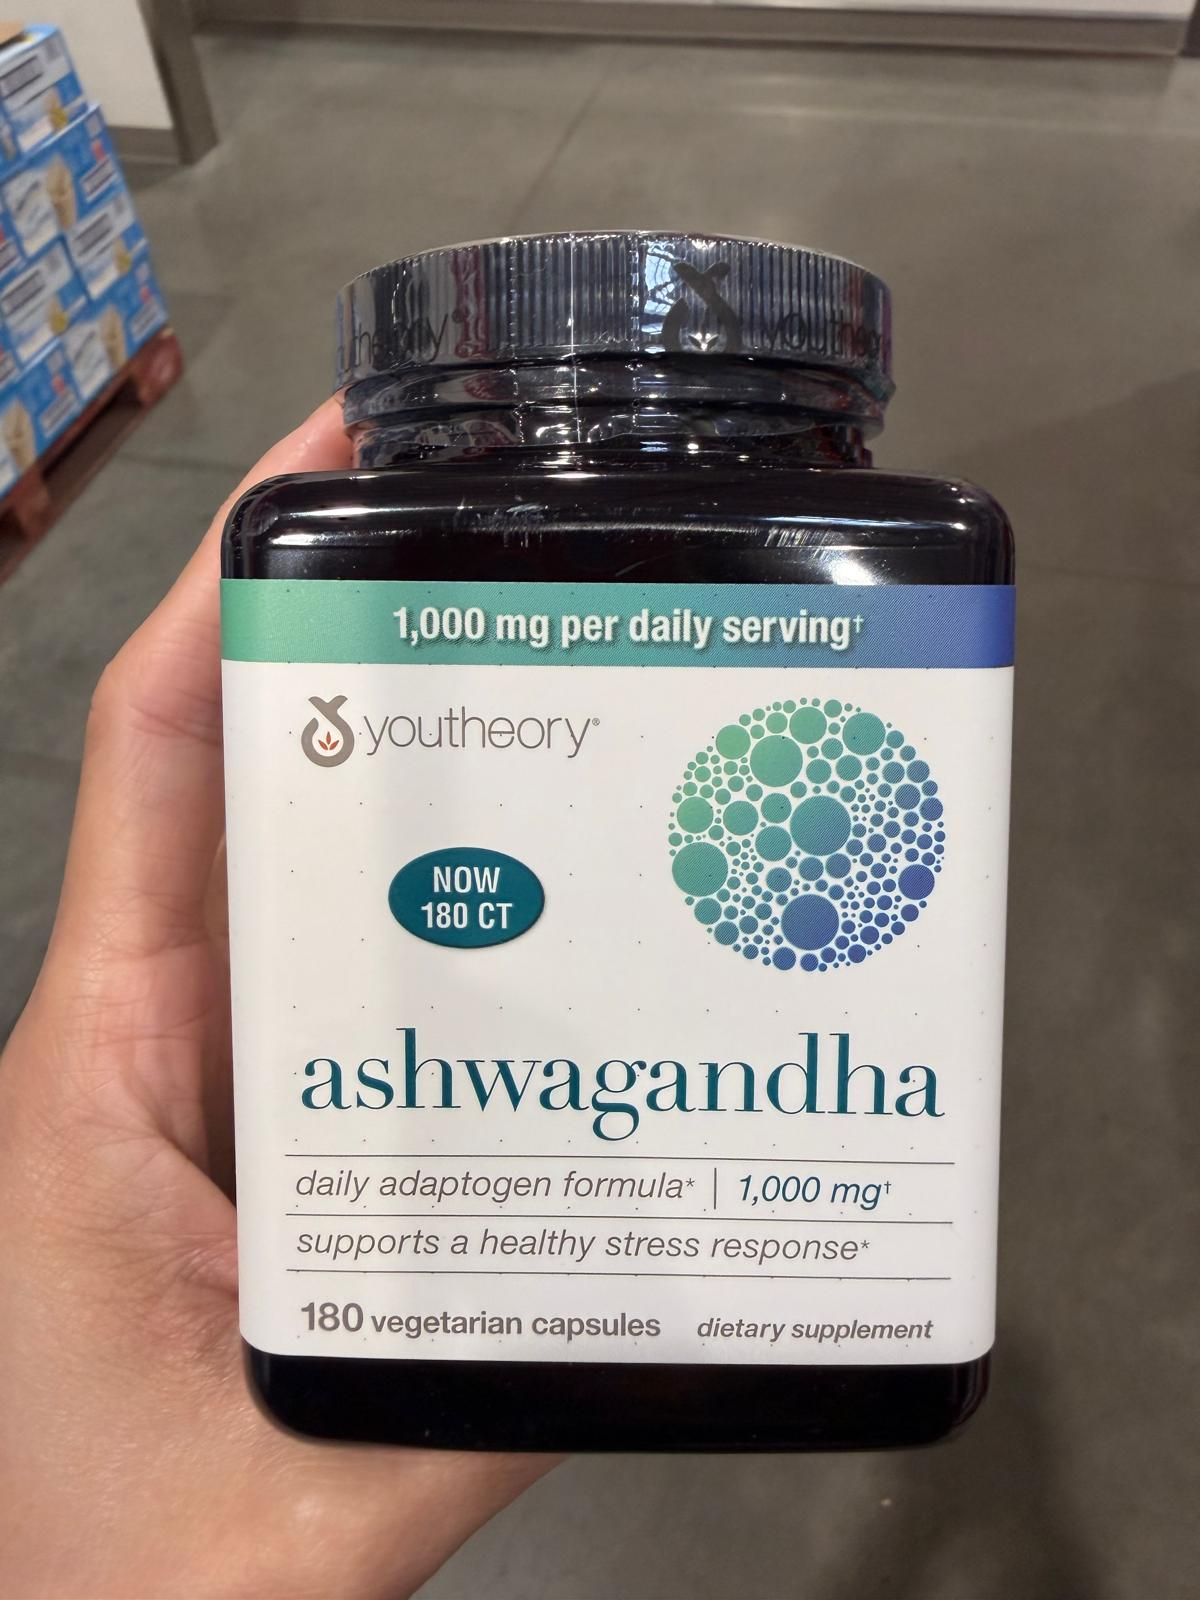 youtheory
1,000 mg per daily serving†
youtheory®
NOW
180 CT
ashwagandha
daily adaptogen formula* | 1,000 mg†
supports a healthy stress response*
180 vegetarian capsules dietary supplement